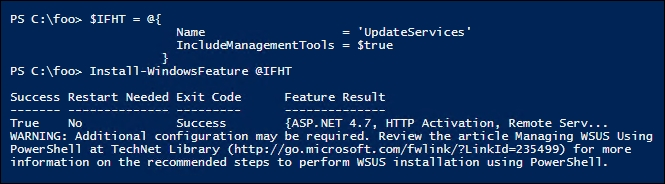 PS C:\foo> $IFHT = @{
Name = 'UpdateServices'
IncludeManagementTools = $true
}
PS C:\foo> Install-WindowsFeature @IFHT
Success Restart Needed Exit Code Feature Result
------- -------------- --------- --------------
True No Success {ASP.NET 4.7, HTTP Activation, Remote Serv...
WARNING: Additional configuration may be required. Review the article Managing WSUS Using
PowerShell at TechNet Library (http://go.microsoft.com/fwlink/?LinkId=235499) for more
information on the recommended steps to perform WSUS installation using PowerShell.